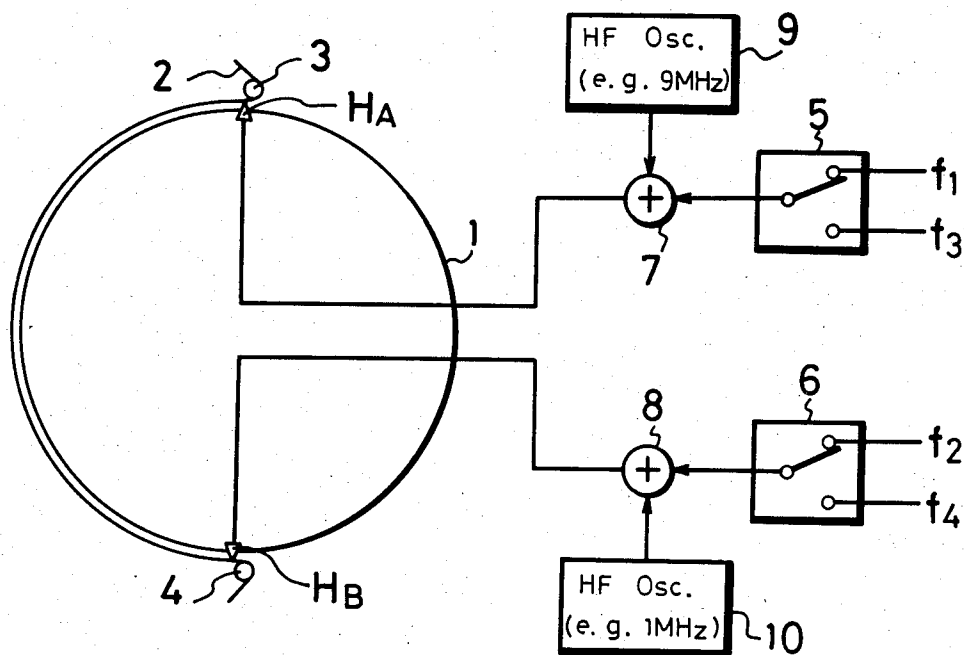 HF Osc.
(e.g. 9MHz)
9
2
3
HA
5
f1
f3
7
1
6
8
f2
f4
4
HB
HF Osc.
(e.g. 1MHz)
10